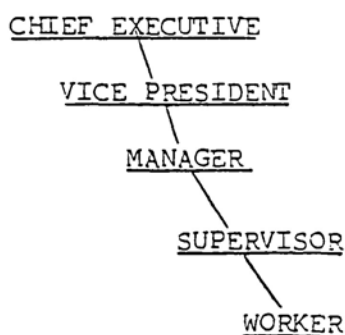 CHIEF EXECUTIVE
VICE PRESIDENT
MANAGER
SUPERVISOR
WORKER